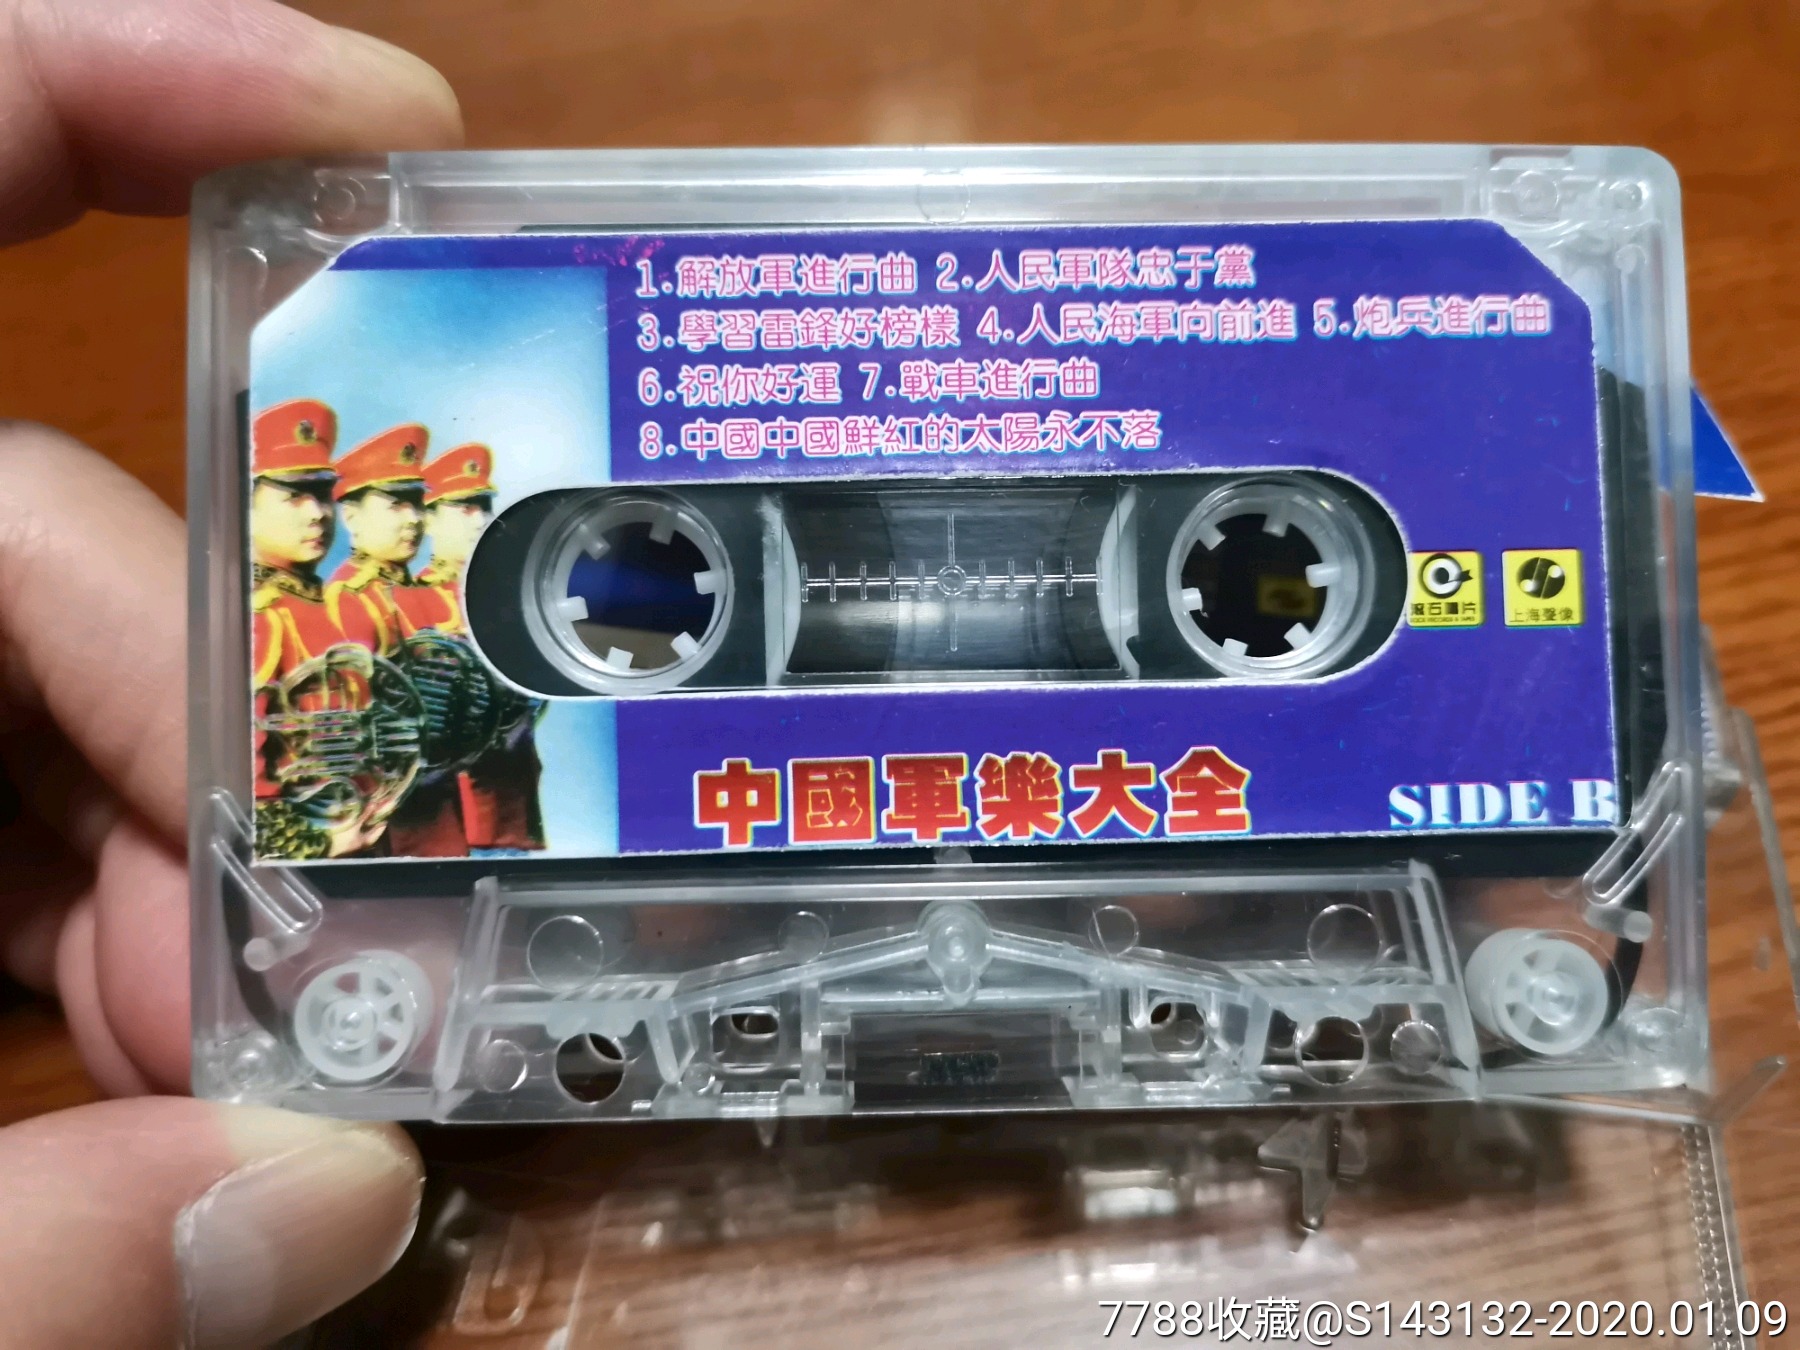 1.解放軍進行曲 2.人民軍隊忠于黨
3.學習雷鋒好榜樣 4.人民海軍向前進 5.炮兵進行曲
6.祝你好運 7.戰車進行曲
8.中國中國鮮紅的太陽永不落
滾石唱片
上海聲像
中國軍樂大全
SIDE B
7788收藏@S143132-2020.01.09